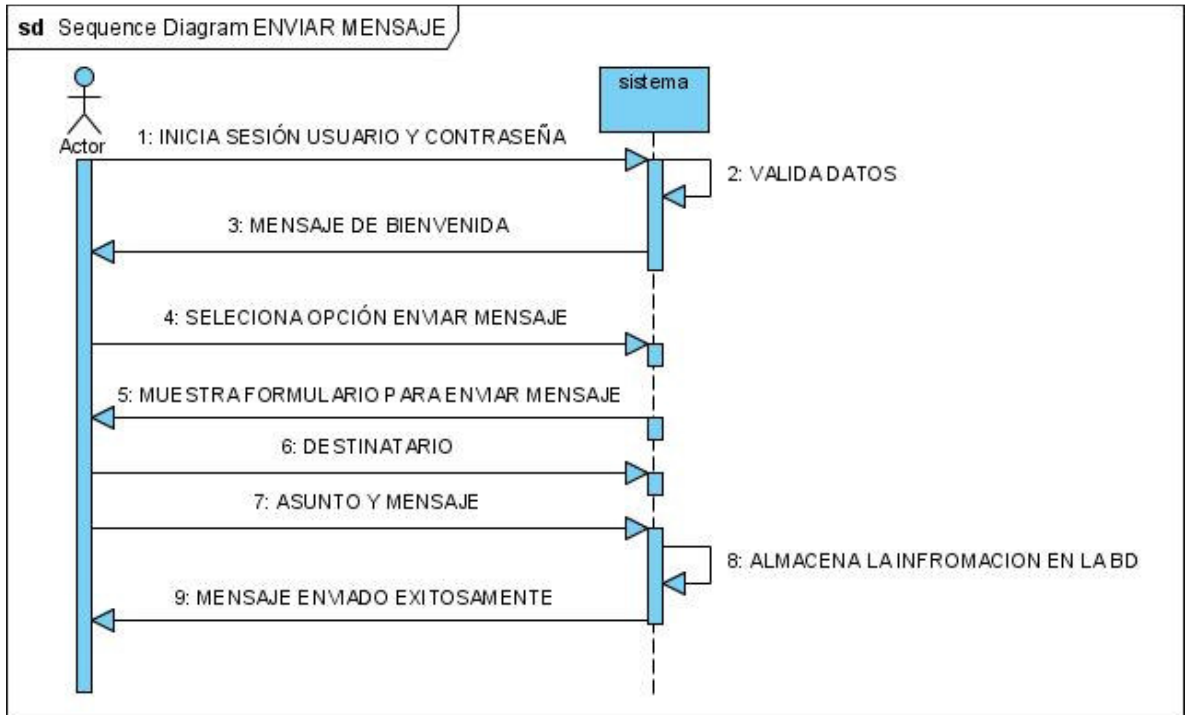 sd Sequence Diagram ENVIAR MENSAJE
sistema
Actor
1: INICIA SESIÓN USUARIO Y CONTRASEÑA
2: VALIDA DATOS
3: MENSAJE DE BIENVENIDA
4: SELECIONA OPCIÓN ENVIAR MENSAJE
5: MUESTRA FORMULARIO PARA ENVIAR MENSAJE
6: DESTINATARIO
7: ASUNTO Y MENSAJE
8: ALMACENA LA INFROMACION EN LA BD
9: MENSAJE ENVIADO EXITOSAMENTE